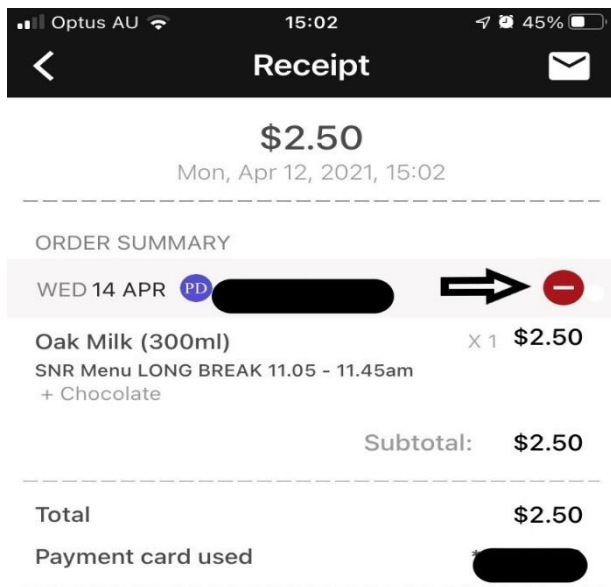 Optus AU 15:02 45%
Receipt
$2.50
Mon, Apr 12, 2021, 15:02
ORDER SUMMARY
WED 14 APR PD
Oak Milk (300ml) X 1 $2.50
SNR Menu LONG BREAK 11.05 - 11.45am
+ Chocolate
Subtotal: $2.50
Total $2.50
Payment card used